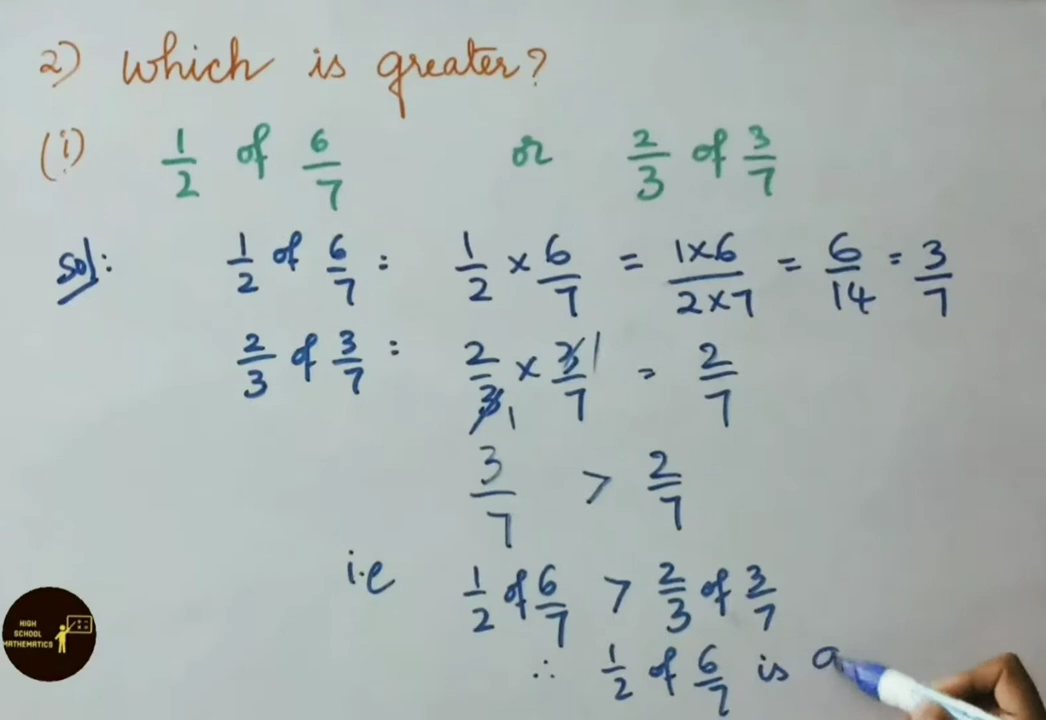 2) Which is greater?
(i) 1/2 of 6/7 or 2/3 of 3/7
Sol: 1/2 of 6/7 = 1/2 × 6/7 = 1×6/2×7 = 6/14 = 3/7
2/3 of 3/7 = 2/3 1 × 3/7 1 = 2/7
3/7 > 2/7
i.e 1/2 of 6/7 > 2/3 of 3/7
∴ 1/2 of 6/7 is
HIGH
SCHOOL
MATHEMATICS